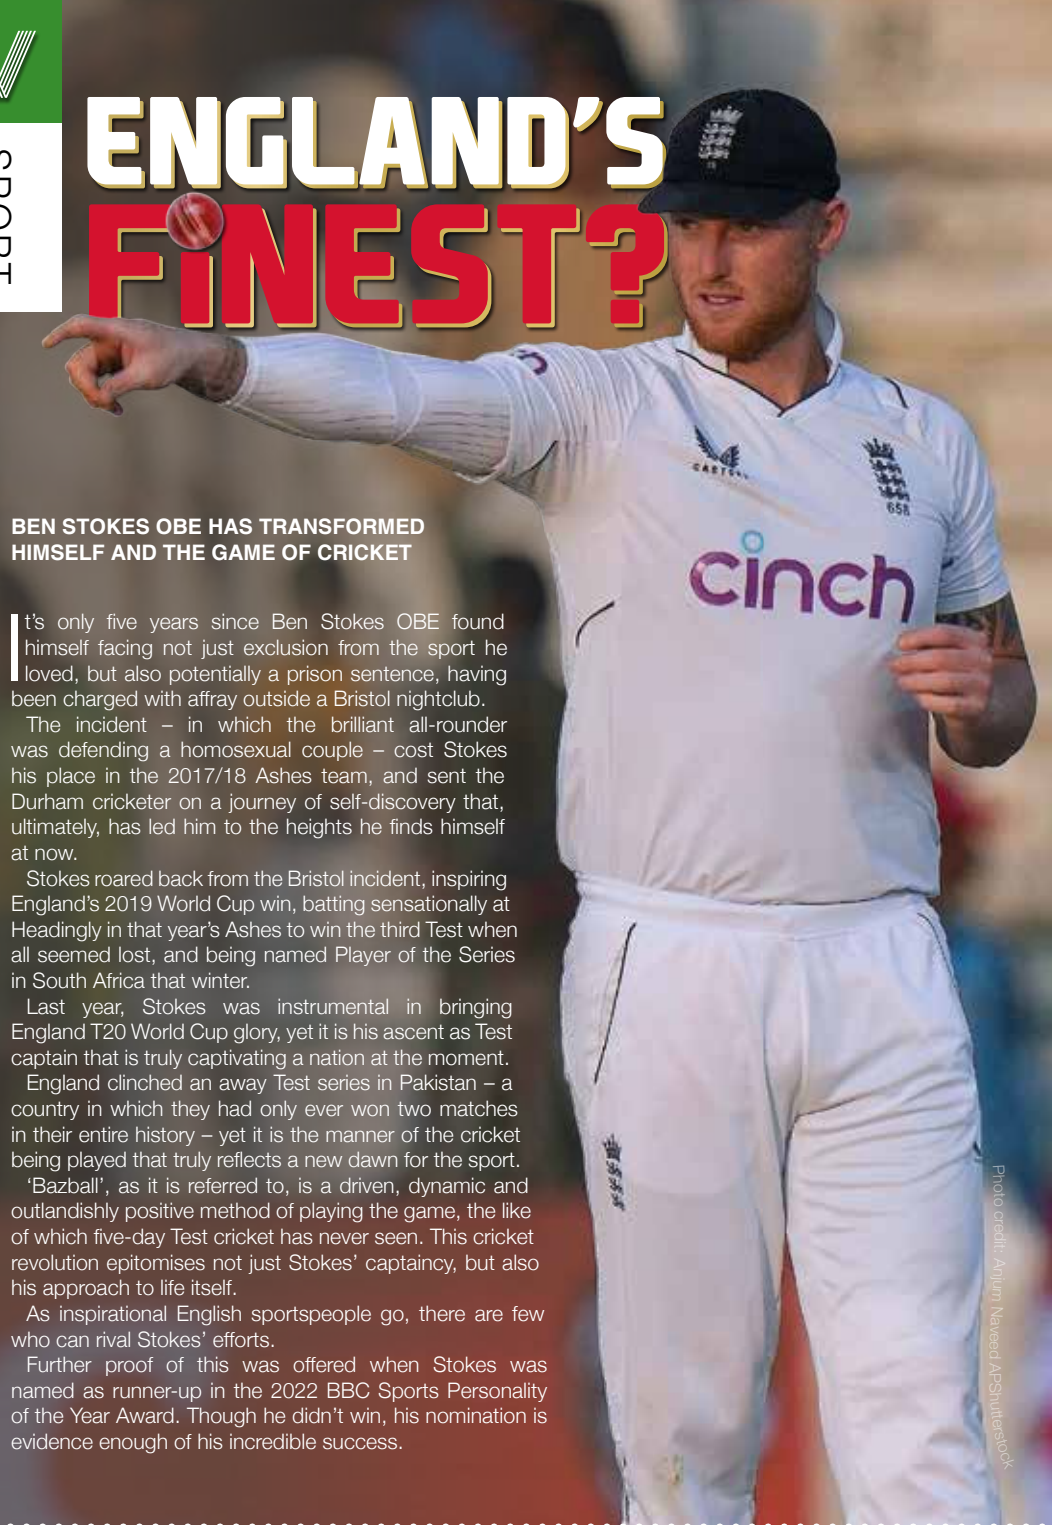 SPORT
ENGLAND'S
FINEST?
CASTORE
658
cinch
BEN STOKES OBE HAS TRANSFORMED
HIMSELF AND THE GAME OF CRICKET
It's only five years since Ben Stokes OBE found
himself facing not just exclusion from the sport he
loved, but also potentially a prison sentence, having
been charged with affray outside a Bristol nightclub.
The incident – in which the brilliant all-rounder
was defending a homosexual couple – cost Stokes
his place in the 2017/18 Ashes team, and sent the
Durham cricketer on a journey of self-discovery that,
ultimately, has led him to the heights he finds himself
at now.
Stokes roared back from the Bristol incident, inspiring
England's 2019 World Cup win, batting sensationally at
Headingly in that year's Ashes to win the third Test when
all seemed lost, and being named Player of the Series
in South Africa that winter.
Last year, Stokes was instrumental in bringing
England T20 World Cup glory, yet it is his ascent as Test
captain that is truly captivating a nation at the moment.
England clinched an away Test series in Pakistan – a
country in which they had only ever won two matches
in their entire history – yet it is the manner of the cricket
being played that truly reflects a new dawn for the sport.
‘Bazball’, as it is referred to, is a driven, dynamic and
outlandishly positive method of playing the game, the like
of which five-day Test cricket has never seen. This cricket
revolution epitomises not just Stokes’ captaincy, but also
his approach to life itself.
As inspirational English sportspeople go, there are few
who can rival Stokes’ efforts.
Further proof of this was offered when Stokes was
named as runner-up in the 2022 BBC Sports Personality
of the Year Award. Though he didn’t win, his nomination is
evidence enough of his incredible success.
Photo credit: Anjum Naveed APShutterstock